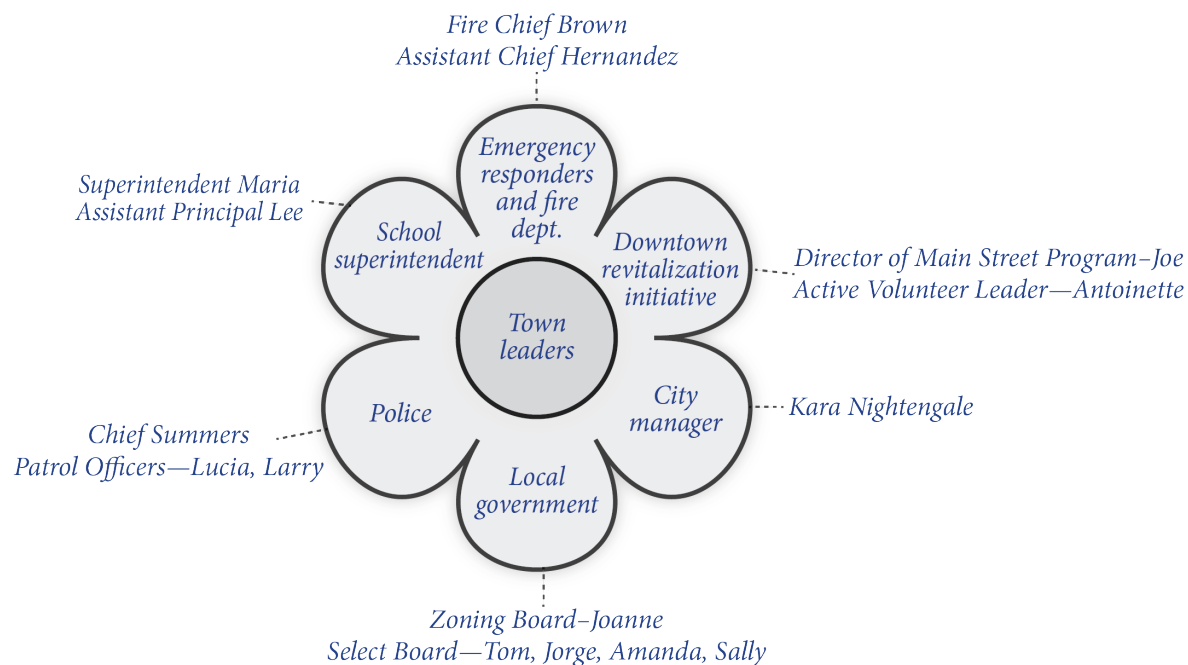 Fire Chief Brown
Assistant Chief Hernandez
Emergency
responders
and fire
dept.
Superintendent Maria
Assistant Principal Lee
School
superintendent
Downtown
revitalization
initiative
Director of Main Street Program–Joe
Active Volunteer Leader—Antoinette
Town
leaders
City
manager
Kara Nightengale
Police
Chief Summers
Patrol Officers—Lucia, Larry
Local
government
Zoning Board–Joanne
Select Board—Tom, Jorge, Amanda, Sally